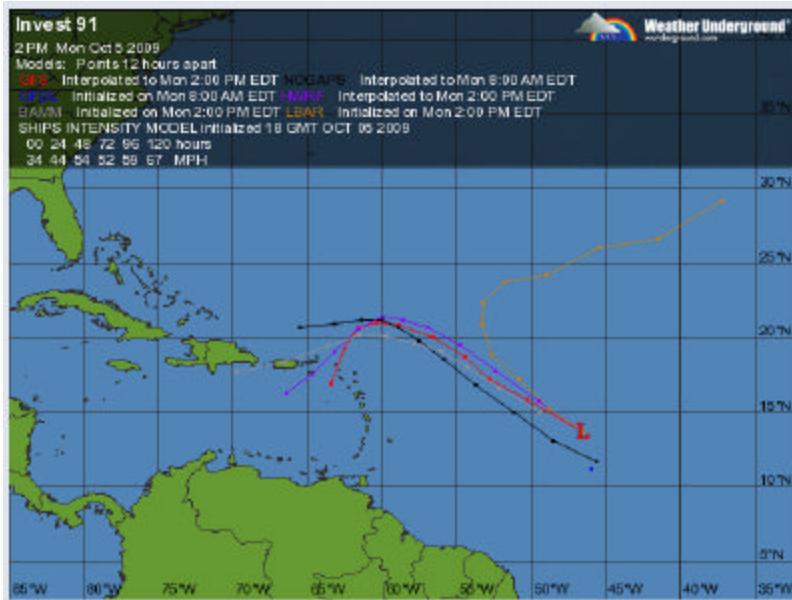 Invest 91
Weather Underground®
wunderground.com
2 PM Mon Oct 5 2009
Models: Points 12 hours apart
GFS Interpolated to Mon 2:00 PM EDT NOGAPS Interpolated to Mon 8:00 AM EDT
GFDL Initialized on Mon 8:00 AM EDT HWRF Interpolated to Mon 2:00 PM EDT
BAMM Initialized on Mon 2:00 PM EDT LBAR Initialized on Mon 2:00 PM EDT
SHIPS INTENSITY MODEL Initialized 18 GMT OCT 05 2009
00 24 48 72 96 120 hours
34 44 54 52 59 67 MPH
35°N
30°N
25°N
20°N
15°N
L
10°N
5°N
85°W 80°W 75°W 70°W 65°W 60°W 55°W 50°W 45°W 40°W 35°W